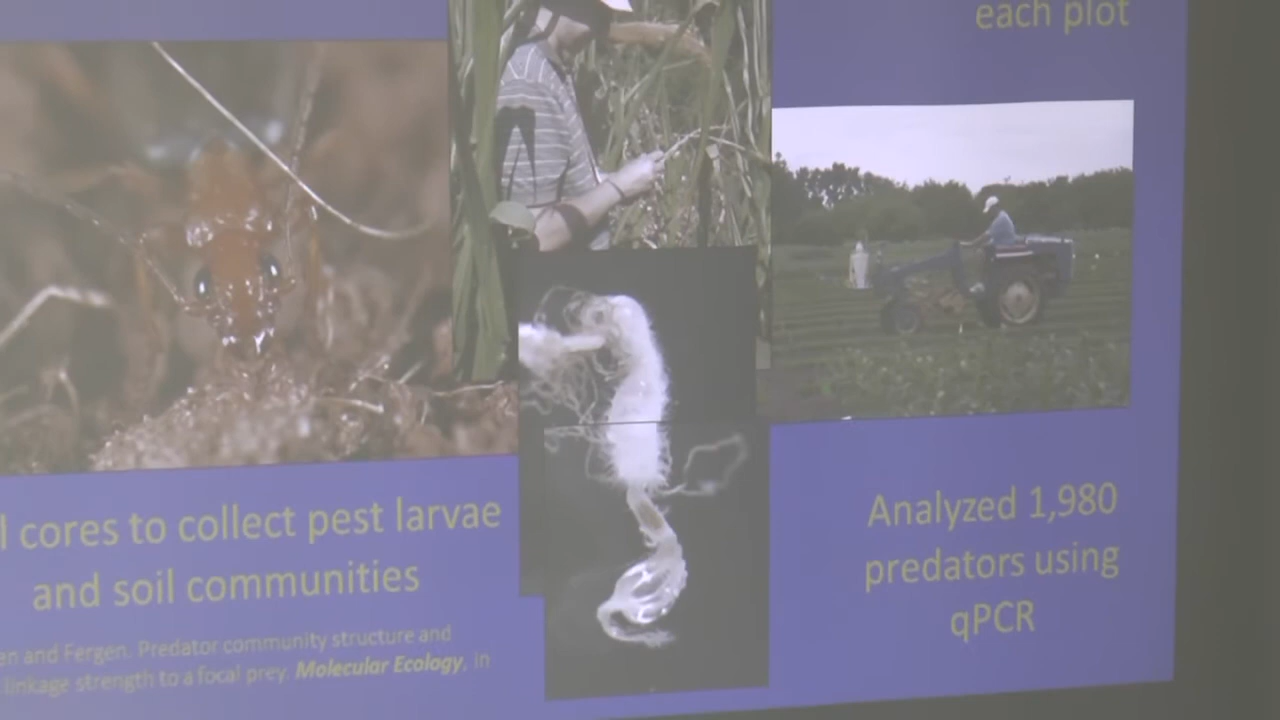 each plot
l cores to collect pest larvae
and soil communities
en and Fergen. Predator community structure and
linkage strength to a focal prey. Molecular Ecology, in
Analyzed 1,980
predators using
qPCR